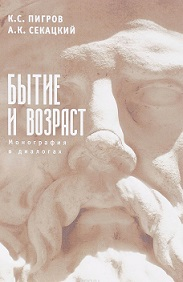 К.С. ПИГРОВ
А.К. СЕКАЦКИЙ
БЫТИЕ
И ВОЗРАСТ
Монография
в диалогах